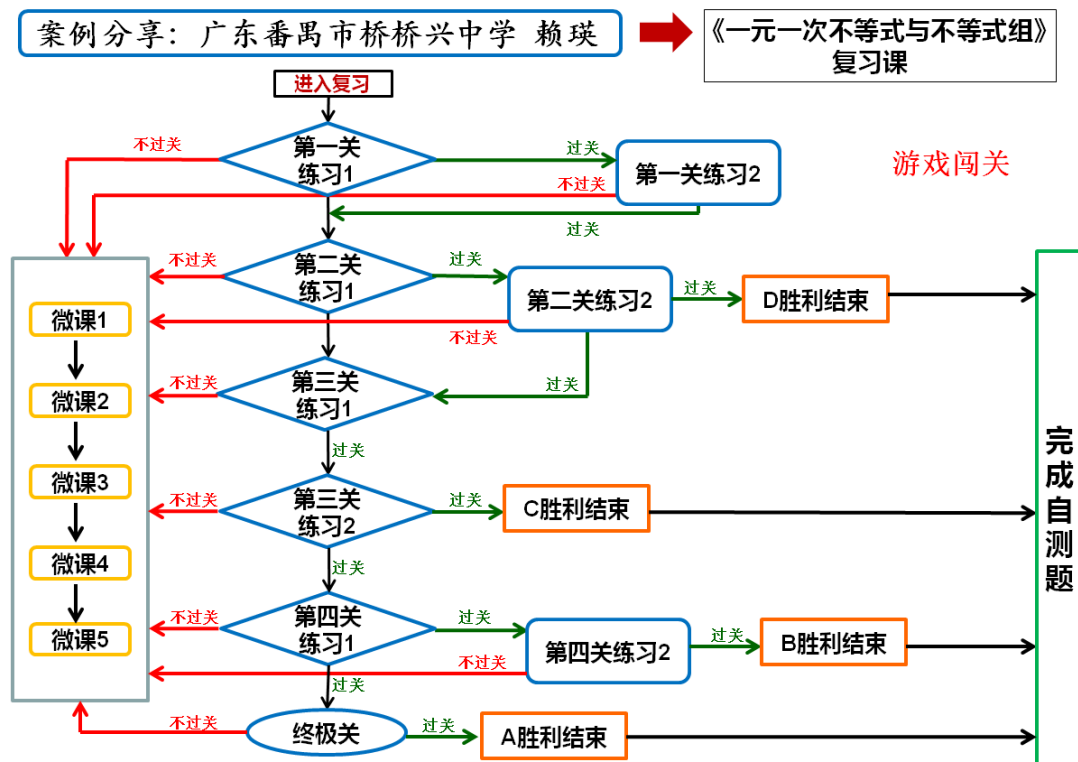 案例分享：广东番禺市桥桥兴中学 赖瑛
《一元一次不等式与不等式组》
复习课
进入复习
不过关
第一关
练习1
过关
第一关练习2
游戏闯关
不过关
过关
不过关
第二关
练习1
过关
第二关练习2
过关
D胜利结束
微课1
不过关
不过关
第三关
练习1
过关
微课2
过关
完成自测题
微课3
不过关
第三关
练习2
过关
C胜利结束
微课4
过关
不过关
第四关
练习1
过关
第四关练习2
过关
B胜利结束
微课5
不过关
过关
不过关
终极关
过关
A胜利结束